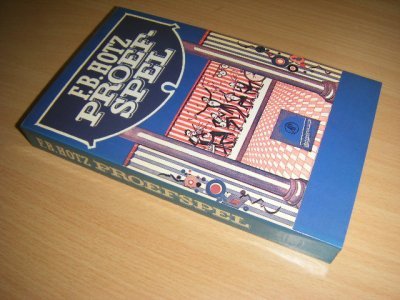 F.B. HOTZ
PROEF-
SPEL
F.B. HOTZ PROEFSPEL